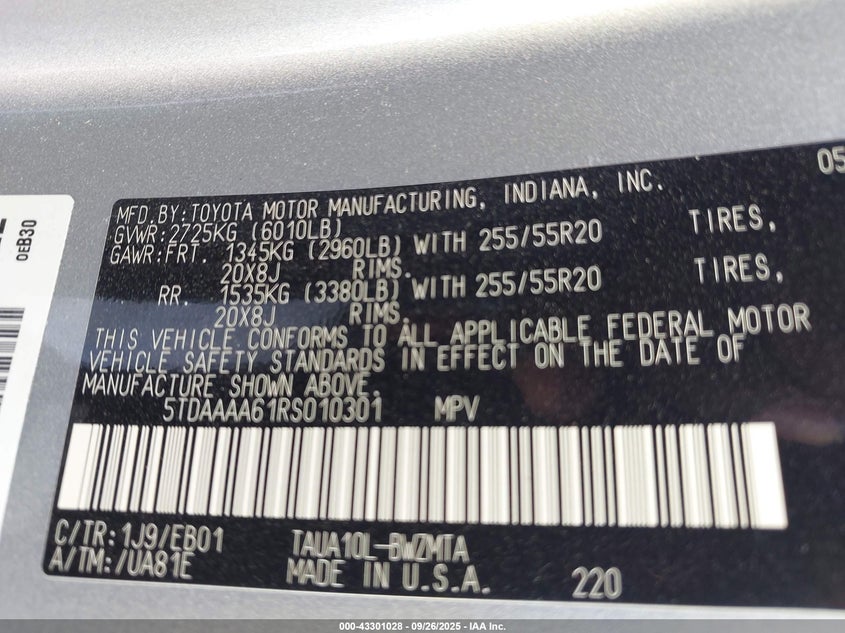 05
0EB30
MFD.BY:TOYOTA MOTOR MANUFACTURING, INDIANA, INC.
GVWR:2725KG (6010LB)
GAWR:FRT. 1345KG (2960LB) WITH 255/55R20 TIRES,
20X8J RIMS.
RR. 1535KG (3380LB) WITH 255/55R20 TIRES,
20X8J RIMS.
THIS VEHICLE CONFORMS TO ALL APPLICABLE FEDERAL MOTOR
VEHICLE SAFETY STANDARDS IN EFFECT ON THE DATE OF
MANUFACTURE SHOWN ABOVE.
5TDAAAA61RS010301 MPV
C/TR:1J9/EB01 TAUA10L-BWZMTA
A/TM:/UA81E MADE IN U.S.A. 220
000-43301028 - 09/26/2025 - IAA Inc.